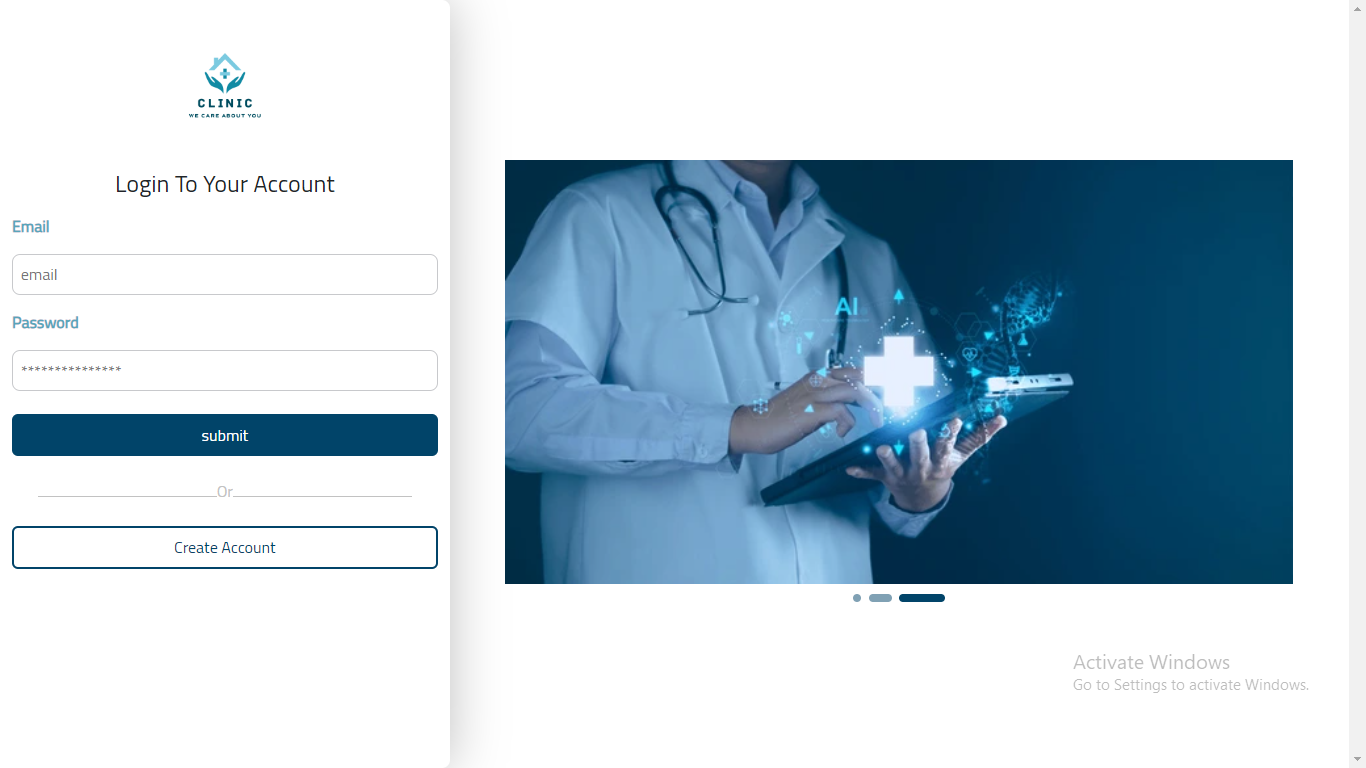 CLINIC
WE CARE ABOUT YOU
Login To Your Account
Email
email
Password
***************
submit
Or
Create Account
AI
Activate Windows
Go to Settings to activate Windows.